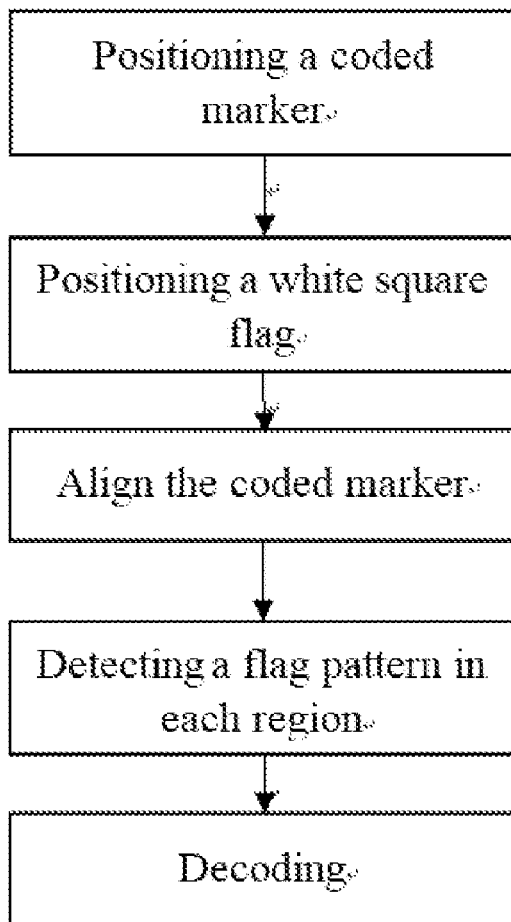 Positioning a coded
marker
Positioning a white square
flag
Align the coded marker
Detecting a flag pattern in
each region
Decoding